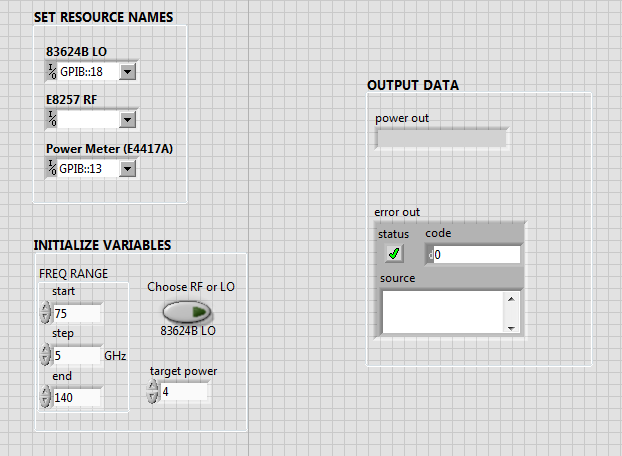 SET RESOURCE NAMES
83624B LO
I/O GPIB::18
E8257 RF
I/O
Power Meter (E4417A)
I/O GPIB::13
INITIALIZE VARIABLES
FREQ RANGE
start
75
step
5 GHz
end
140
Choose RF or LO
83624B LO
target power
4
OUTPUT DATA
power out
error out
status code
d0
source